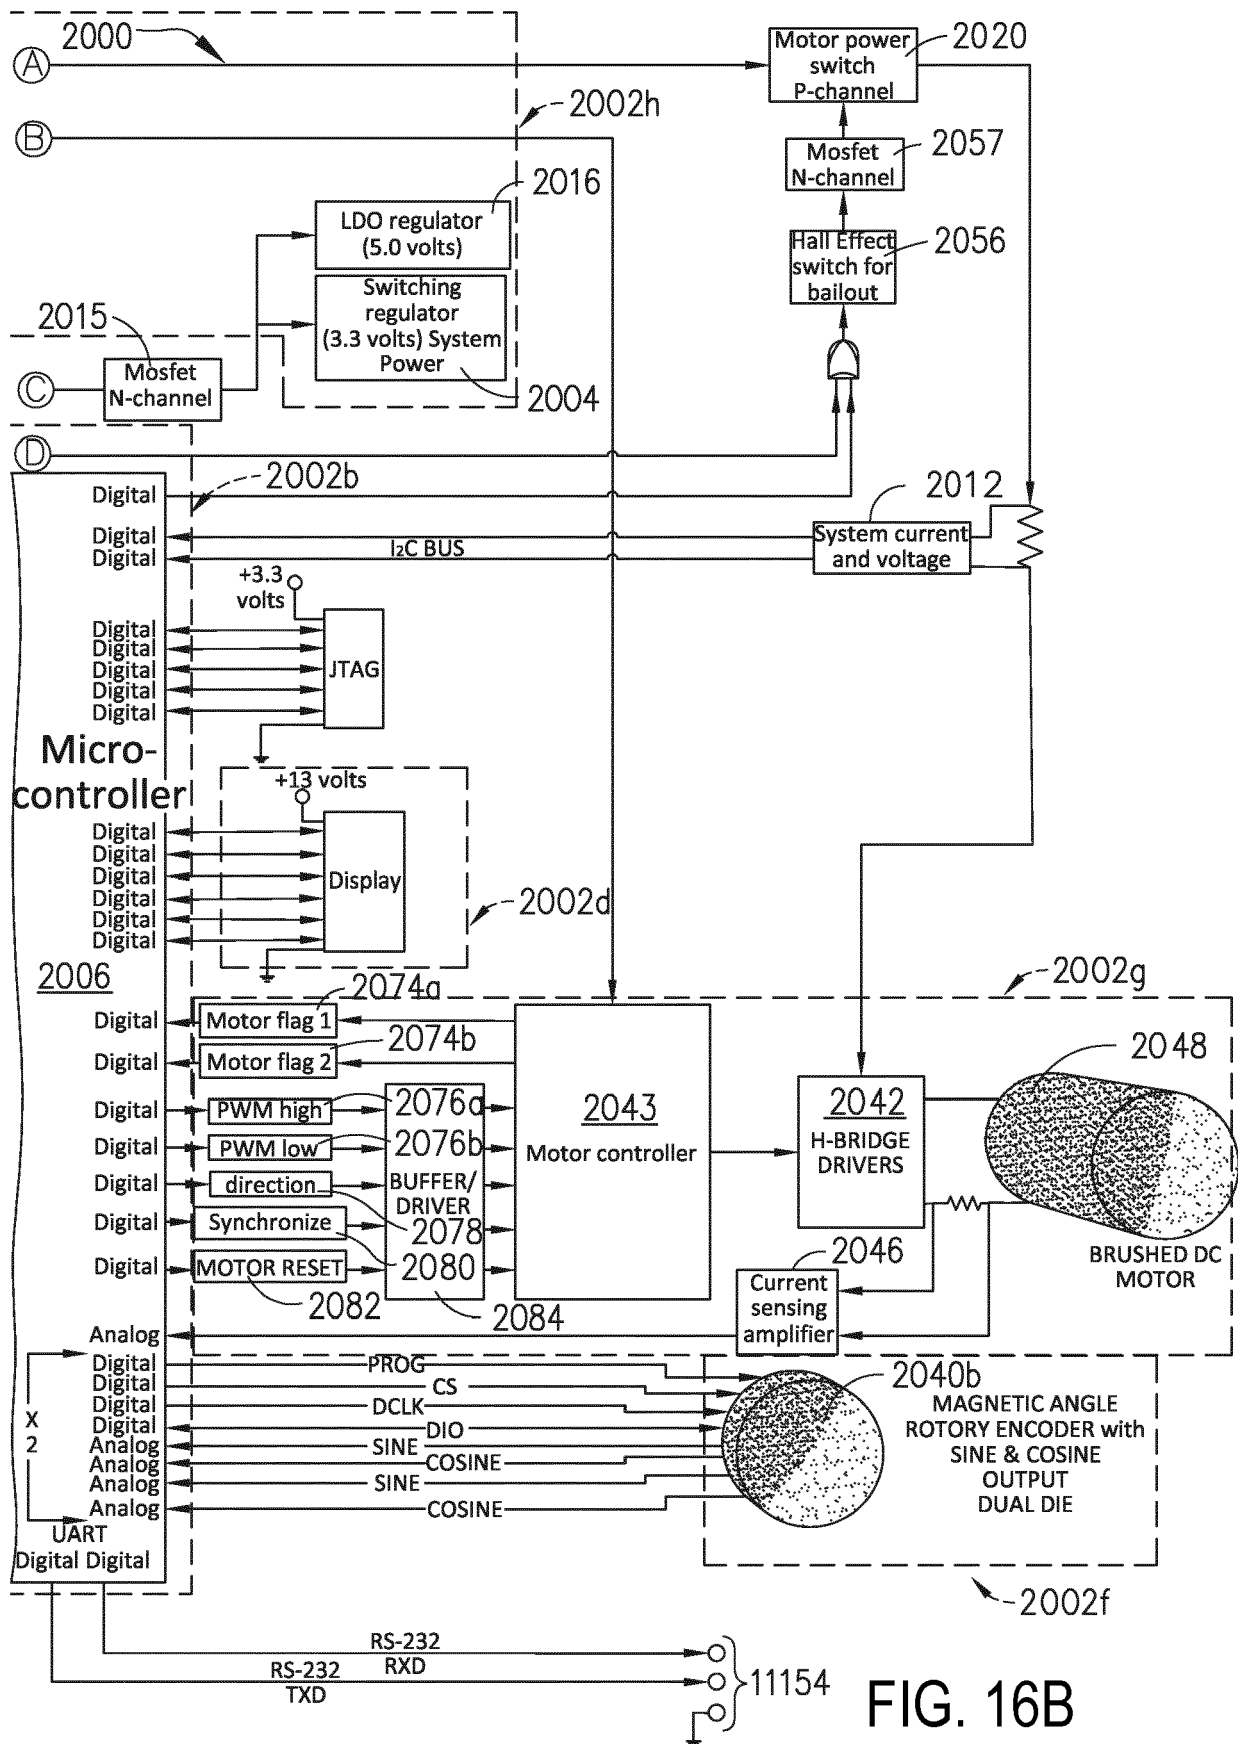 2000
A
Motor power
switch
P-channel
2020
2002h
B
Mosfet
N-channel
2057
2016
LDO regulator
(5.0 volts)
Hall Effect
switch for
bailout
2056
Switching
regulator
(3.3 volts) System
Power
2015
Mosfet
N-channel
C
2004
D
2002b
Digital
2012
System current
and voltage
Digital
I2C BUS
Digital
+3.3
volts
Digital
Digital
Digital
Digital
Digital
JTAG
Micro-
controller
+13 volts
Digital
Digital
Digital
Digital
Digital
Digital
Display
2002d
2006
2002g
2074a
Digital
Motor flag 1
2074b
Digital
Motor flag 2
2048
Digital
PWM high
2076a
Digital
PWM low
2076b
2043
Motor controller
2042
H-BRIDGE
DRIVERS
Digital
direction
BUFFER/
DRIVER
2078
Digital
Synchronize
2080
Digital
MOTOR RESET
2082
2084
2046
Current
sensing
amplifier
BRUSHED DC
MOTOR
Analog
Digital
PROG
Digital
CS
Digital
DCLK
Digital
DIO
Analog
SINE
Analog
COSINE
Analog
SINE
Analog
COSINE
X
2
2040b
MAGNETIC ANGLE
ROTORY ENCODER with
SINE & COSINE
OUTPUT
DUAL DIE
UART
Digital Digital
2002f
RS-232
RXD
RS-232
TXD
11154
FIG. 16B